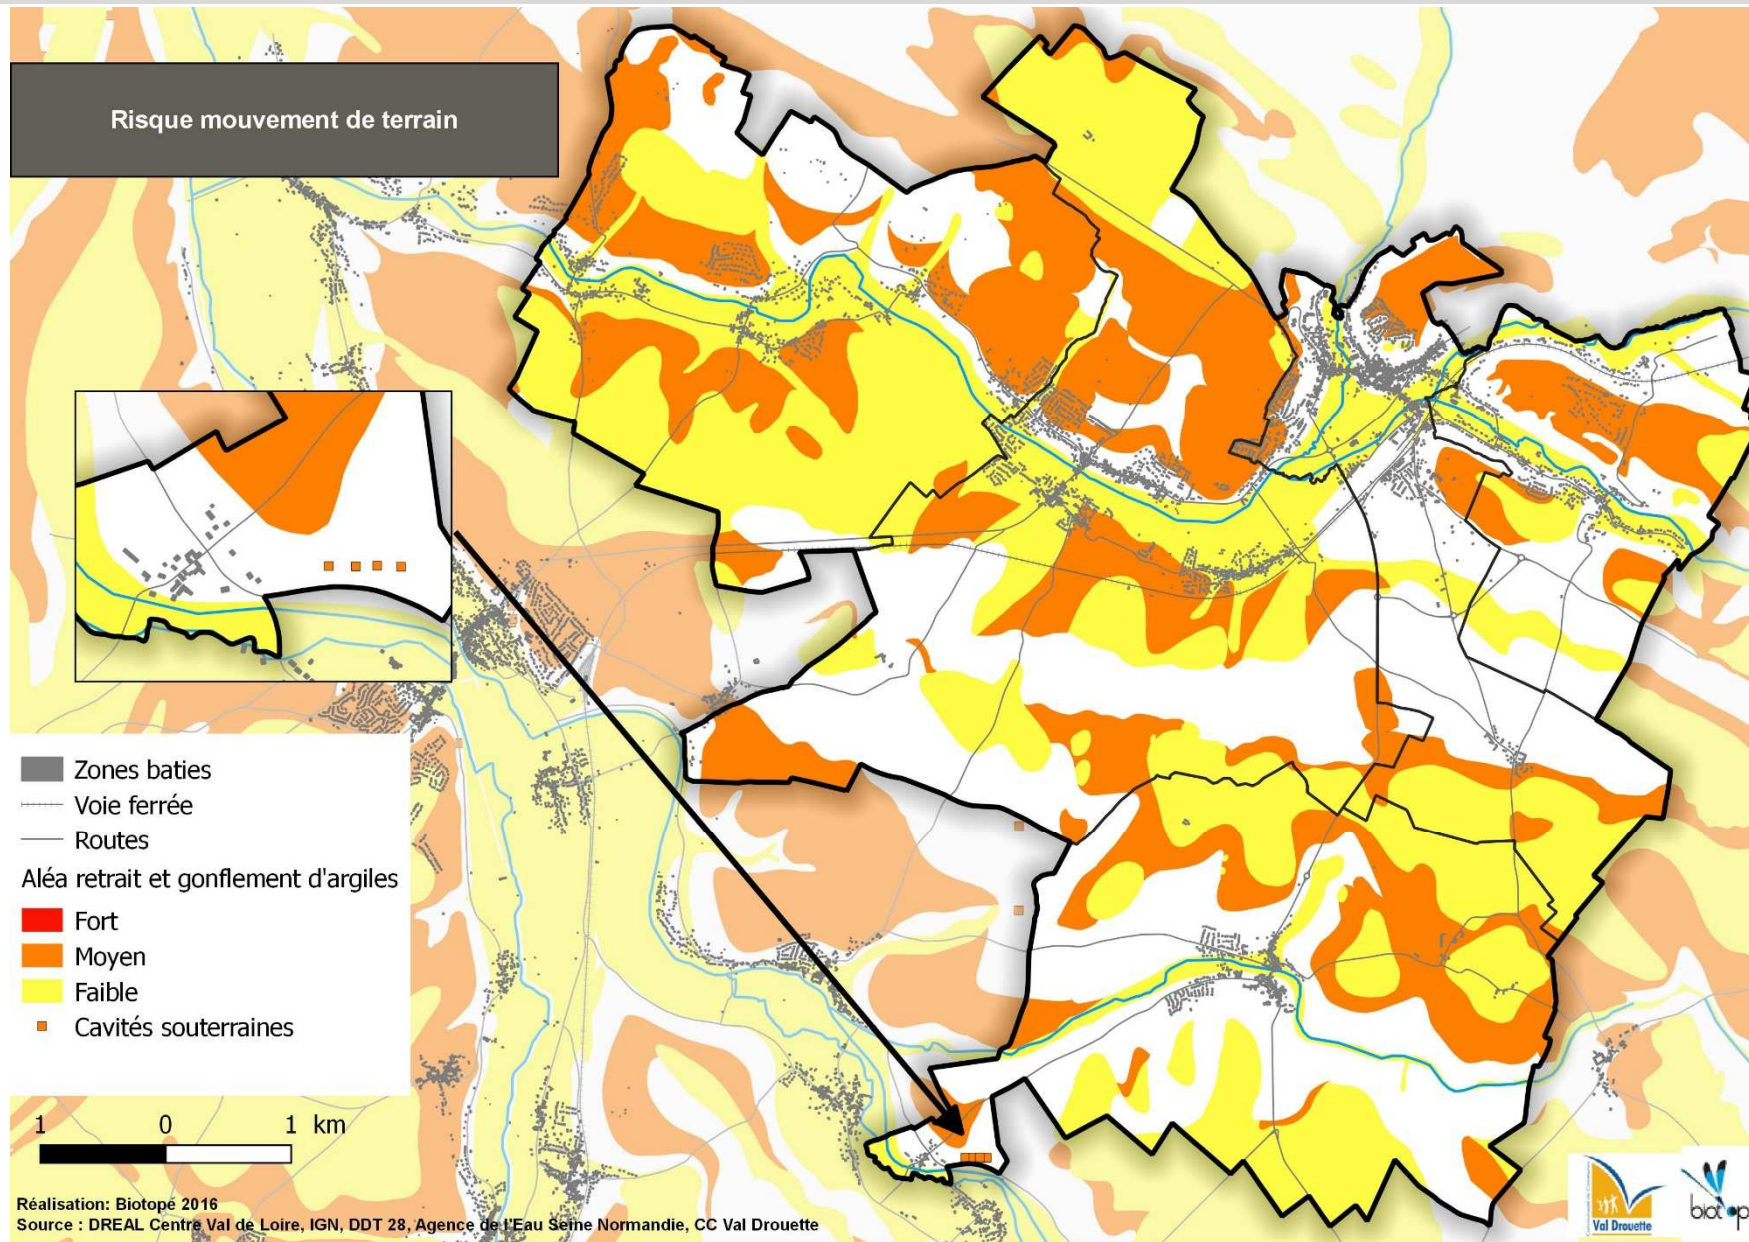 Risque mouvement de terrain
Zones baties
Voie ferrée
Routes
Aléa retrait et gonflement d'argiles
Fort
Moyen
Faible
Cavités souterraines
1 0 1 km
Réalisation: Biotope 2016
Source : DREAL Centre Val de Loire, IGN, DDT 28, Agence de l'Eau Seine Normandie, CC Val Drouette
Val Drouette